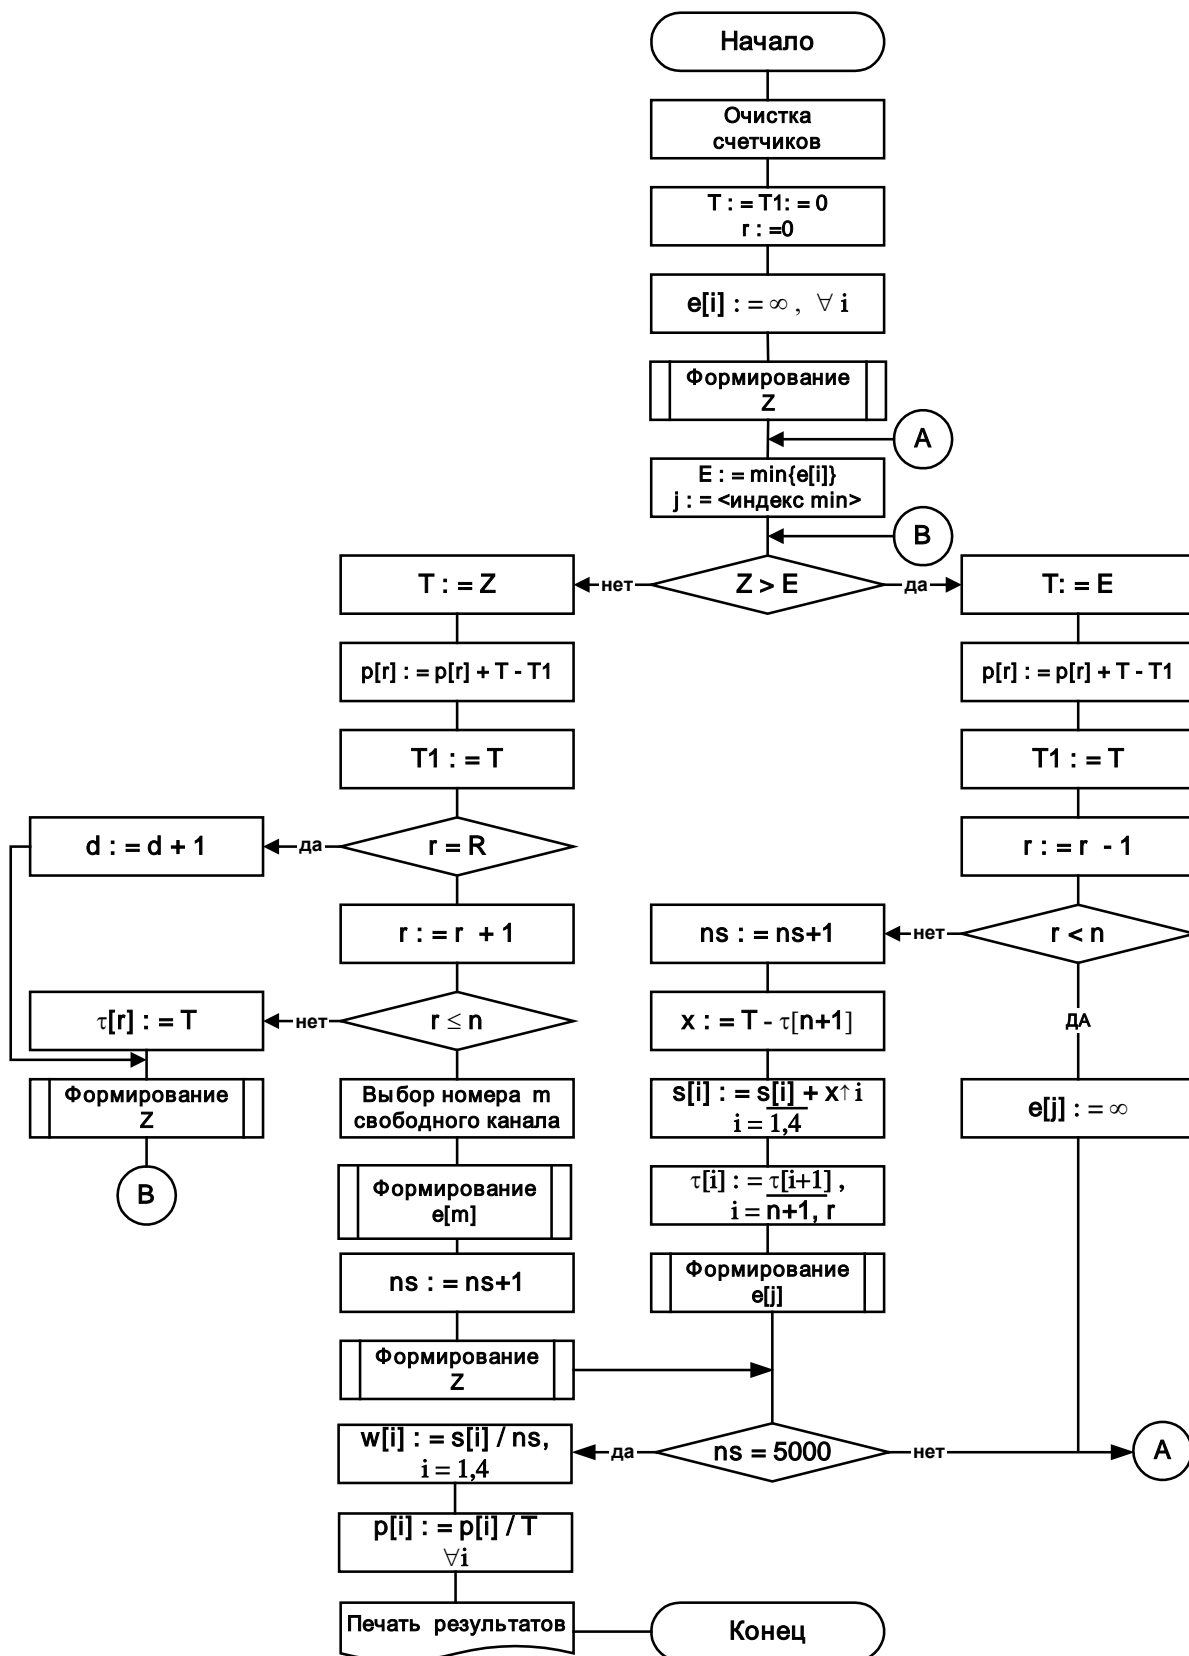 Начало
Очистка
счетчиков
T : = T1: = 0
r : =0
e[i] : = ∞ , ∀ i
Формирование
Z
A
E : = min{e[i]}
j : = <индекс min>
B
T : = Z
нет
Z > E
да
T: = E
p[r] : = p[r] + T - T1
p[r] : = p[r] + T - T1
T1 : = T
T1 : = T
d : = d + 1
да
r = R
r : = r - 1
r : = r + 1
ns : = ns+1
нет
r < n
τ[r] : = T
нет
r ≤ n
x : = T - τ[n+1]
ДА
Формирование
Z
Выбор номера m
свободного канала
s[i] : = s[i] + x↑ i
i = 1,4
e[j] : = ∞
B
Формирование
e[m]
τ[i] : = τ[i+1] ,
i = n+1, r
ns : = ns+1
Формирование
e[j]
Формирование
Z
w[i] : = s[i] / ns,
i = 1,4
да
ns = 5000
нет
A
p[i] : = p[i] / T
∀i
Печать результатов
Конец